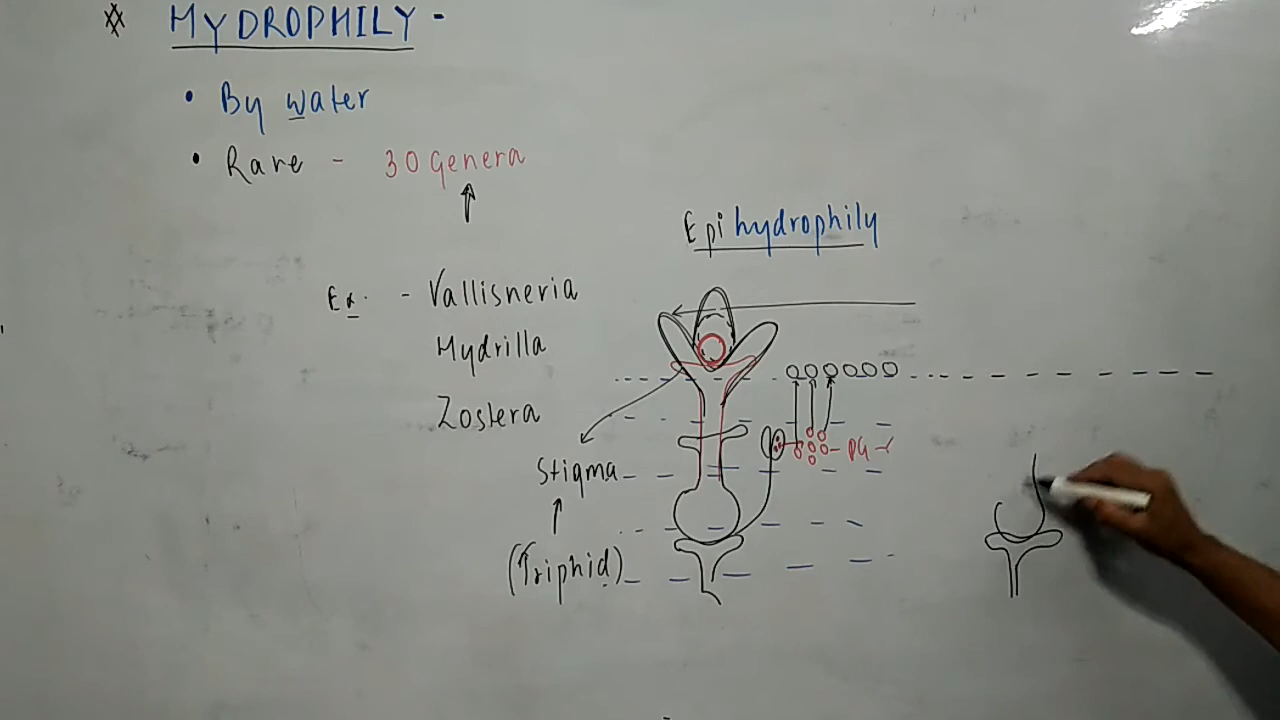 HYDROPHILY -
• By water
• Rare - 30 Genera
Epihydrophily
Ex. - Vallisneria
Hydrilla
Zostera
Stigma
(Triphid)
PG